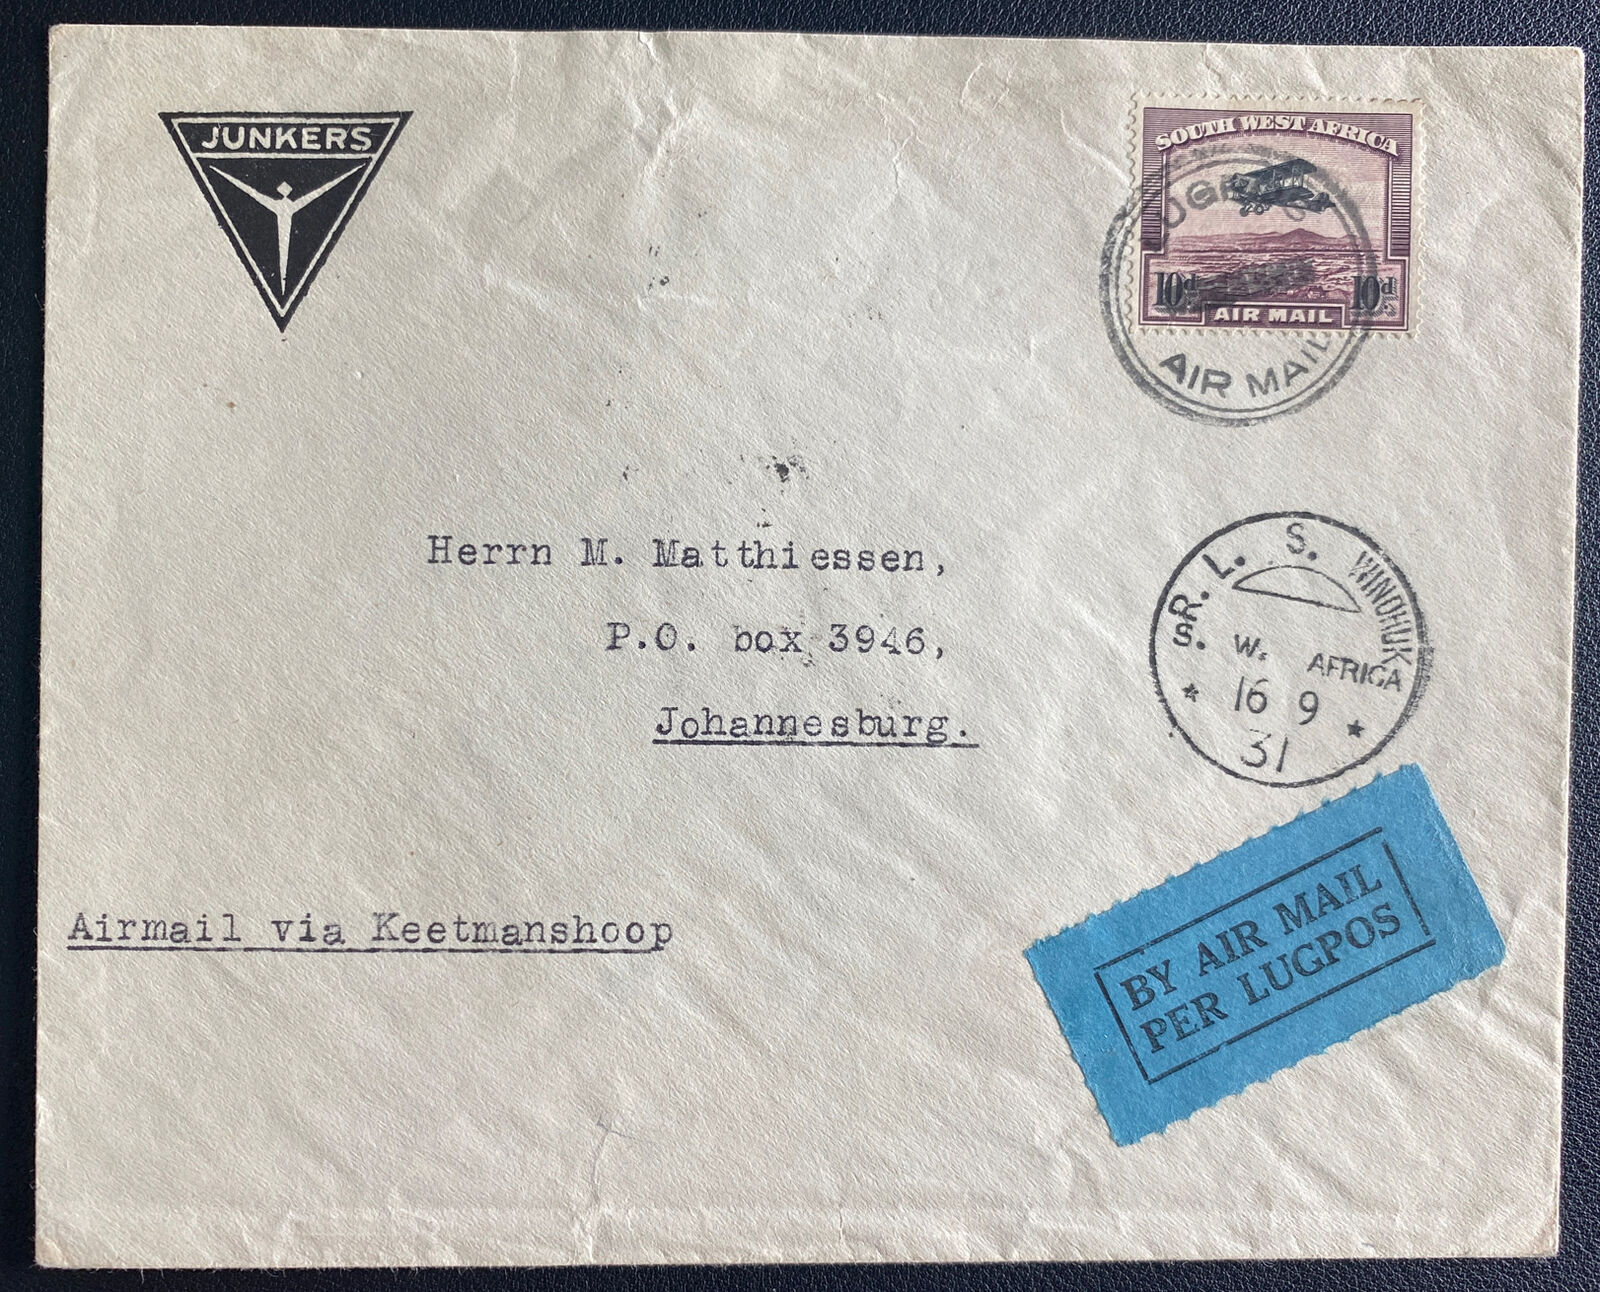 JUNKERS
SOUTH WEST AFRICA
10d 10d
AIR MAIL
AIR MAIL
Herrn M. Matthiessen,
P.O. box 3946,
Johannesburg.
S.R.L.S. WINDHUK
W. AFRICA
16 9
31
Airmail via Keetmanshoop
BY AIR MAIL
PER LUGPOS